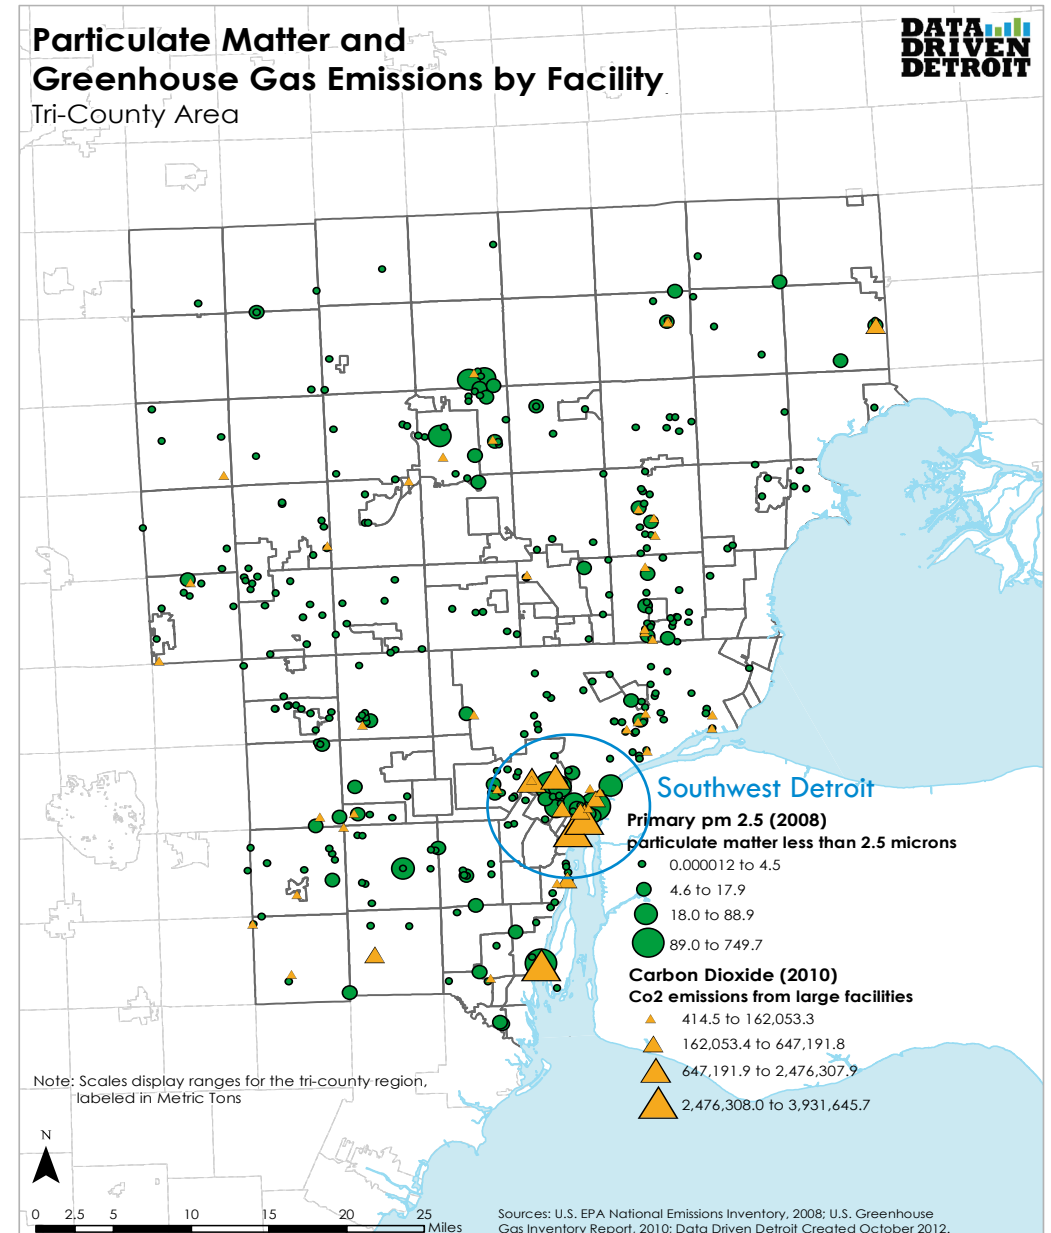 Particulate Matter and
Greenhouse Gas Emissions by Facility
Tri-County Area
DATA
DRIVEN
DETROIT
Southwest Detroit
Primary pm 2.5 (2008)
particulate matter less than 2.5 microns
0.000012 to 4.5
4.6 to 17.9
18.0 to 88.9
89.0 to 749.7
Carbon Dioxide (2010)
Co2 emissions from large facilities
414.5 to 162,053.3
162,053.4 to 647,191.8
647,191.9 to 2,476,307.9
2,476,308.0 to 3,931,645.7
Note: Scales display ranges for the tri-county region,
labeled in Metric Tons
N
0 2.5 5 10 15 20 25
Miles
Sources: U.S. EPA National Emissions Inventory, 2008; U.S. Greenhouse
Gas Inventory Report, 2010; Data Driven Detroit Created October 2012.